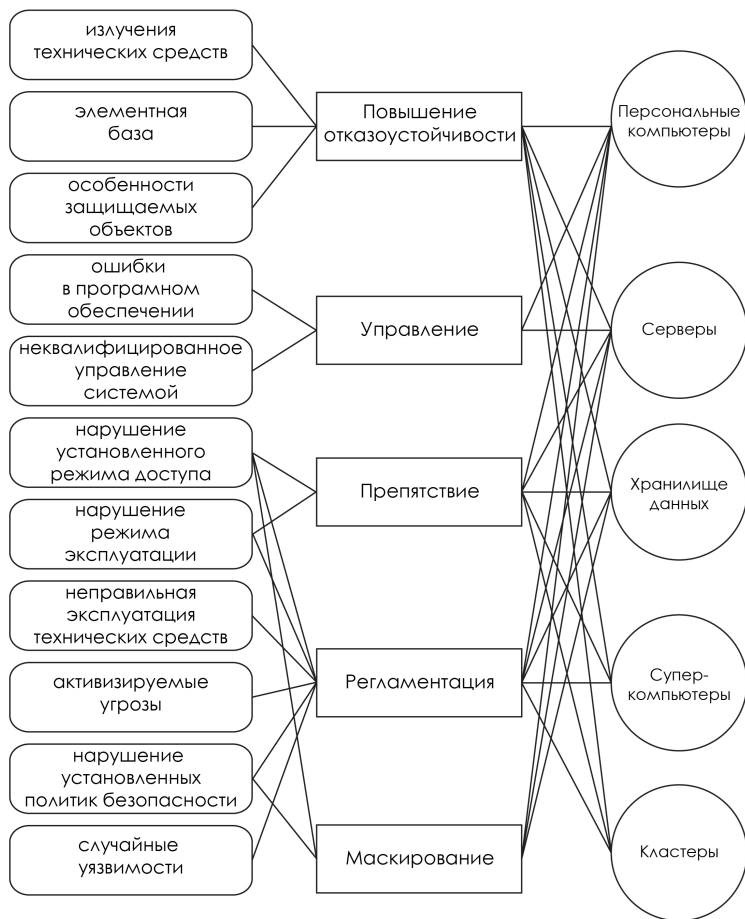 излучения
технических средств
элементная
база
особенности
защищаемых
объектов
ошибки
в програмном
обеспечении
неквалифицированное
управление
системой
нарушение
установленного
режима доступа
нарушение
режима
эксплуатации
неправильная
эксплуатация
технических средств
активизируемые
угрозы
нарушение
установленных
политик безопасности
случайные
уязвимости
Повышение
отказоустойчивости
Управление
Препятствие
Регламентация
Маскирование
Персональные
компьютеры
Серверы
Хранилище
данных
Супер-
компьютеры
Кластеры